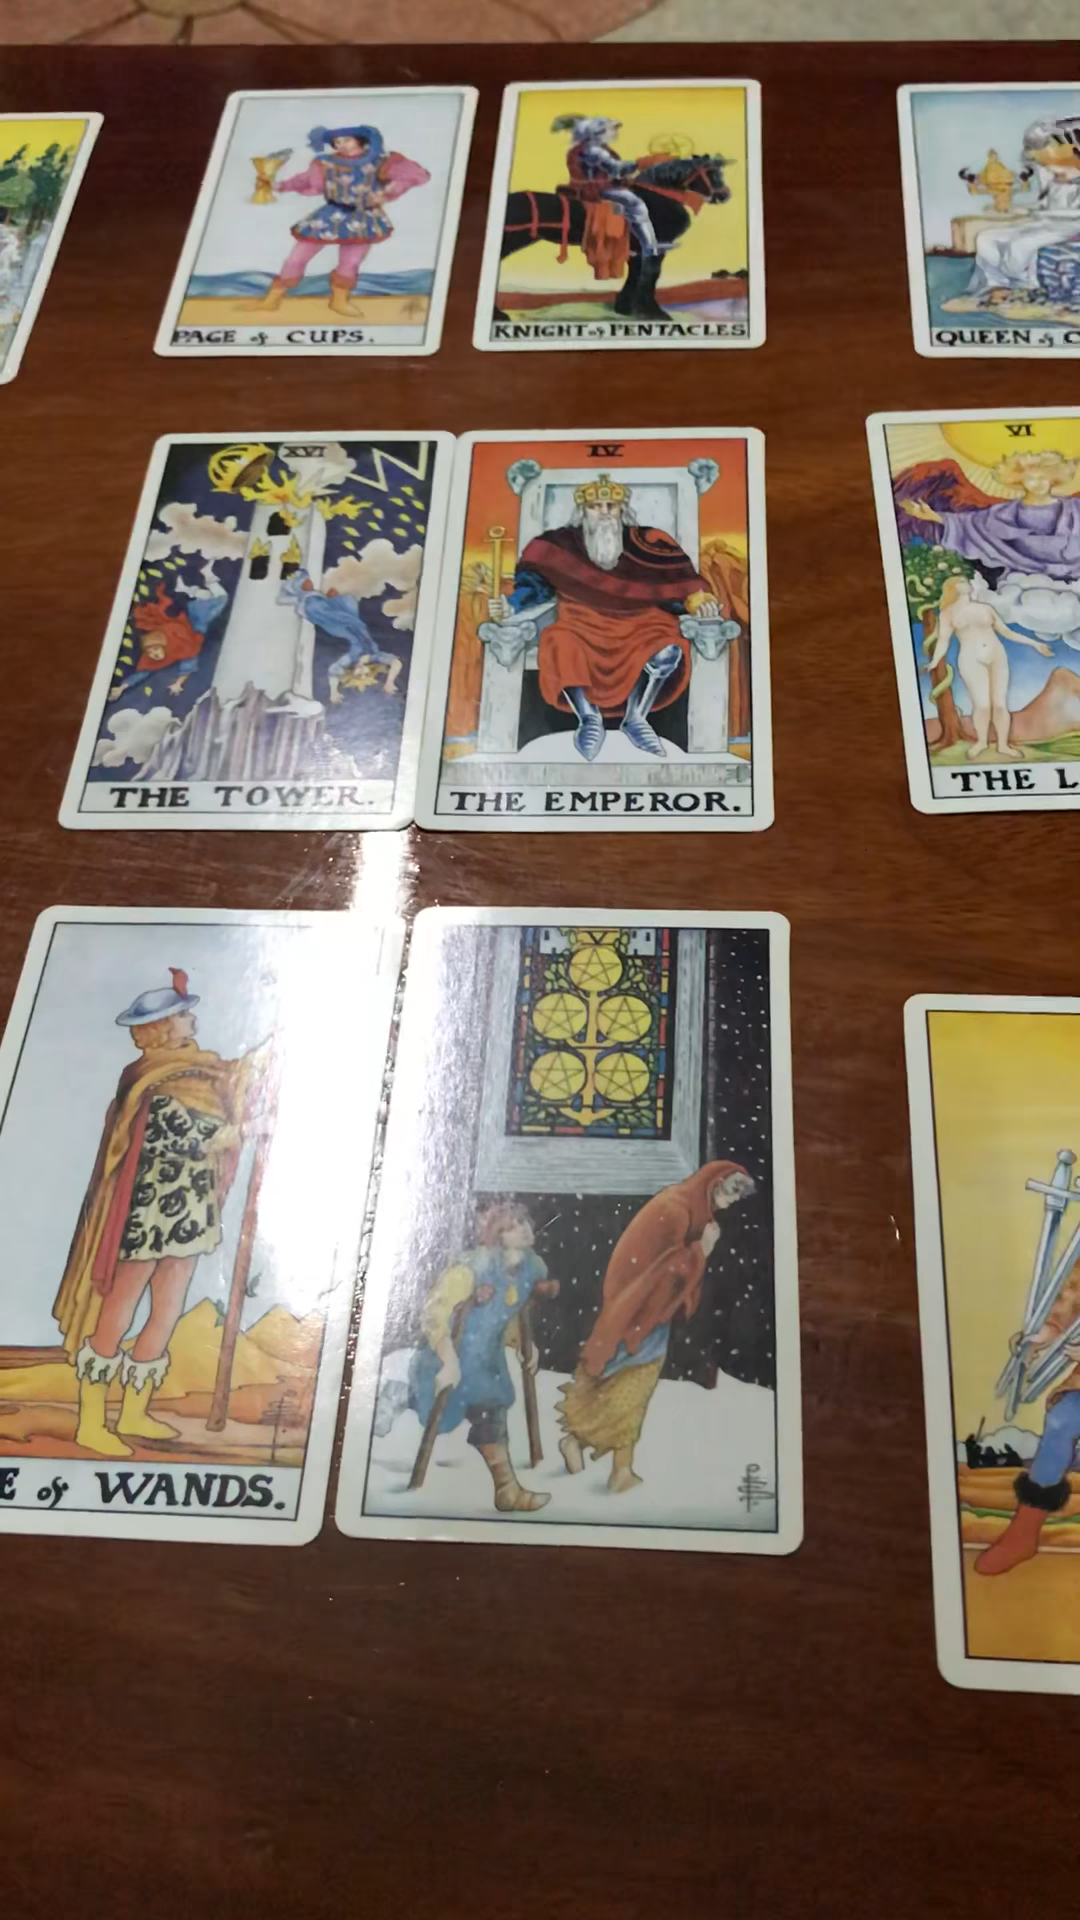 PAGE of CUPS.
KNIGHT of PENTACLES
QUEEN of C
XVI
THE TOWER.
IV
THE EMPEROR.
VI
THE L
E of WANDS.
V